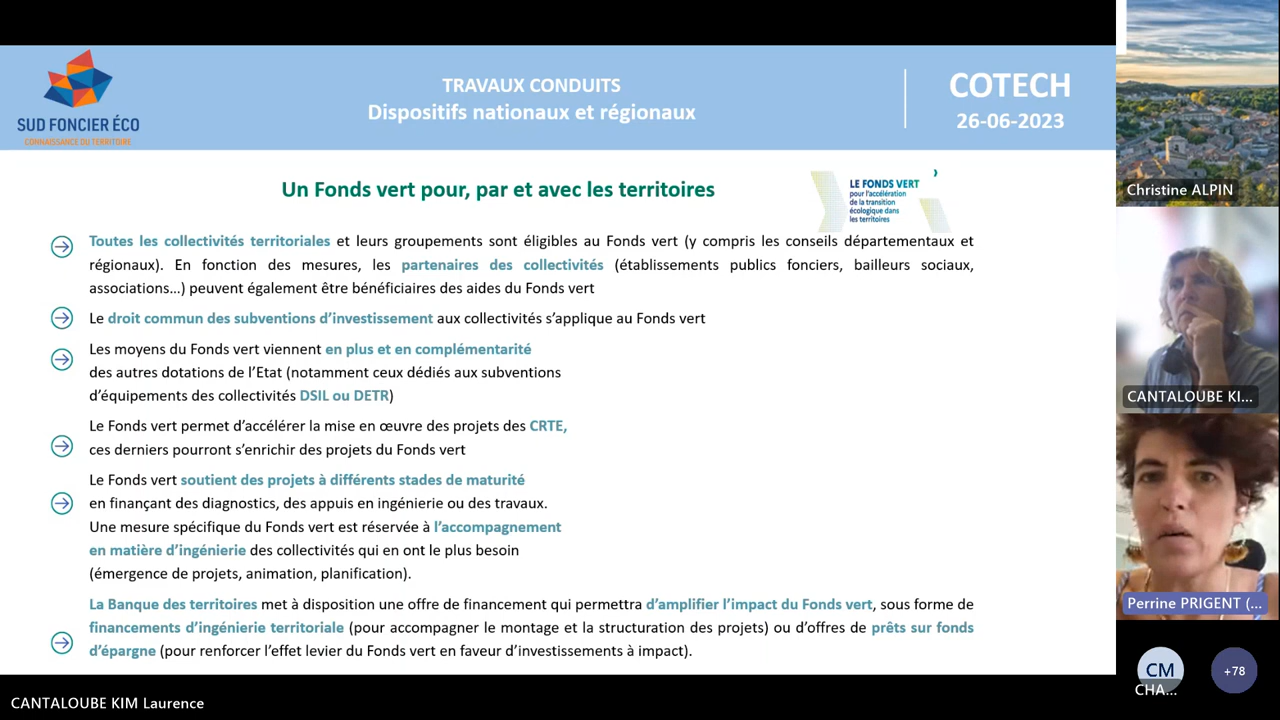 SUD FONCIER ÉCO
CONNAISSANCE DU TERRITOIRE
TRAVAUX CONDUITS
Dispositifs nationaux et régionaux
COTECH
26-06-2023
Un Fonds vert pour, par et avec les territoires
LE FONDS VERT
pour l'accélération
de la transition
écologique dans
les territoires
Toutes les collectivités territoriales et leurs groupements sont éligibles au Fonds vert (y compris les conseils départementaux et
régionaux). En fonction des mesures, les partenaires des collectivités (établissements publics fonciers, bailleurs sociaux,
associations...) peuvent également être bénéficiaires des aides du Fonds vert
Le droit commun des subventions d'investissement aux collectivités s'applique au Fonds vert
Les moyens du Fonds vert viennent en plus et en complémentarité
des autres dotations de l'Etat (notamment ceux dédiés aux subventions
d'équipements des collectivités DSIL ou DETR)
Le Fonds vert permet d'accélérer la mise en œuvre des projets des CRTE,
ces derniers pourront s'enrichir des projets du Fonds vert
Le Fonds vert soutient des projets à différents stades de maturité
en finançant des diagnostics, des appuis en ingénierie ou des travaux.
Une mesure spécifique du Fonds vert est réservée à l'accompagnement
en matière d'ingénierie des collectivités qui en ont le plus besoin
(émergence de projets, animation, planification).
La Banque des territoires met à disposition une offre de financement qui permettra d'amplifier l'impact du Fonds vert, sous forme de
financements d'ingénierie territoriale (pour accompagner le montage et la structuration des projets) ou d'offres de prêts sur fonds
d'épargne (pour renforcer l'effet levier du Fonds vert en faveur d'investissements à impact).
Christine ALPIN
CANTALOUBE KI...
Perrine PRIGENT (...
CM
CHA...
+78
CANTALOUBE KIM Laurence